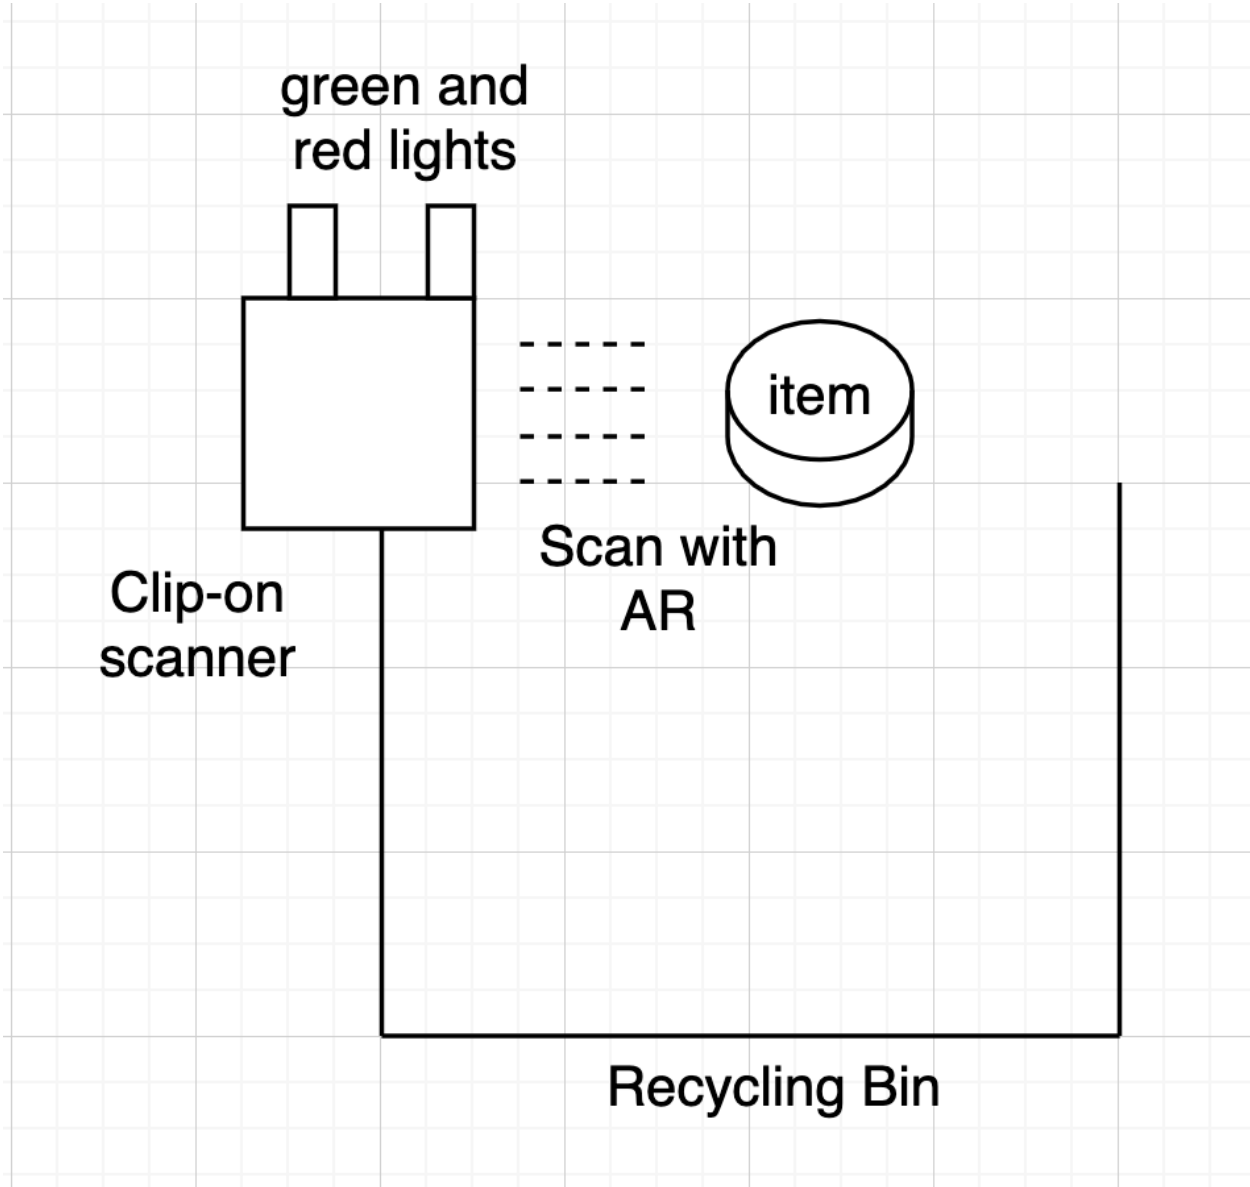 green and
red lights
item
Scan with
AR
Clip-on
scanner
Recycling Bin